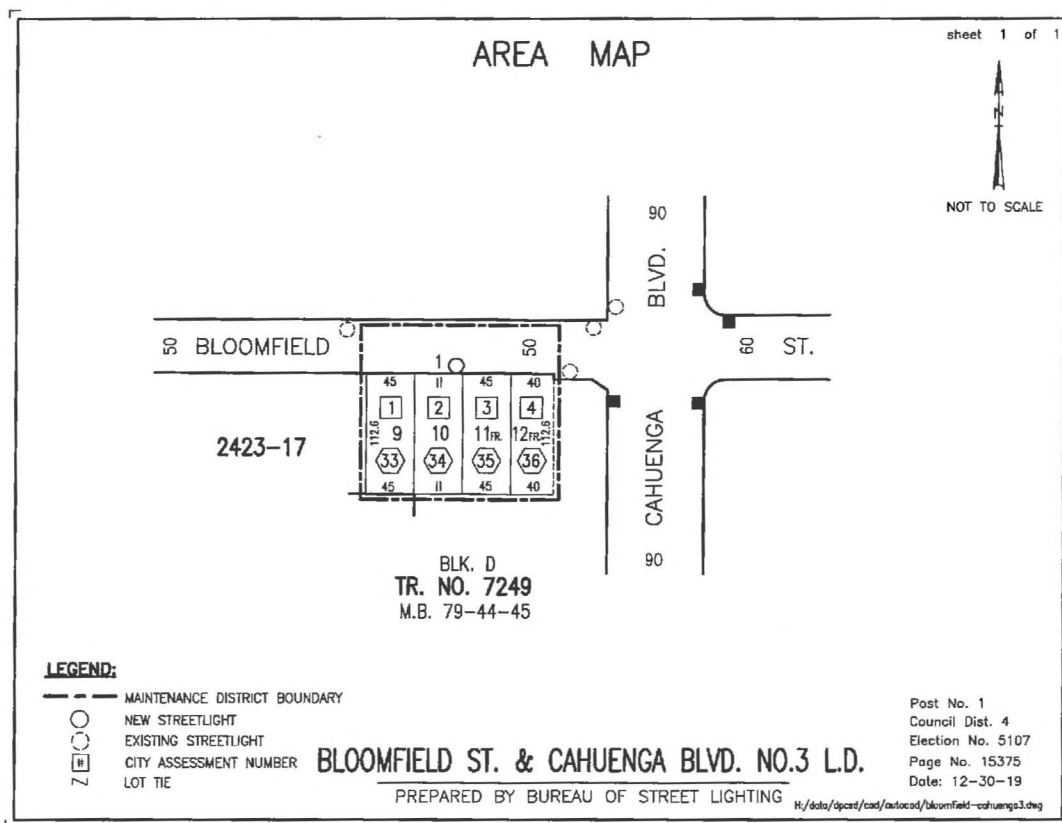 sheet 1 of 1
AREA MAP
N
NOT TO SCALE
90
BLVD.
50 BLOOMFIELD 50
60 ST.
1
45 11 45 40
1 2 3 4
112.6 9 10 11FR. 12FR. 112.6
2423-17
33 34 35 36
45 11 45 40
CAHUENGA
90
BLK. D
TR. NO. 7249
M.B. 79-44-45
LEGEND:
MAINTENANCE DISTRICT BOUNDARY
NEW STREETLIGHT
EXISTING STREETLIGHT
# CITY ASSESSMENT NUMBER
Z LOT TIE
BLOOMFIELD ST. & CAHUENGA BLVD. NO.3 L.D.
PREPARED BY BUREAU OF STREET LIGHTING
Post No. 1
Council Dist. 4
Election No. 5107
Page No. 15375
Date: 12-30-19
H:/data/dpcad/cad/autocad/bloomfield-cahuenga3.dwg